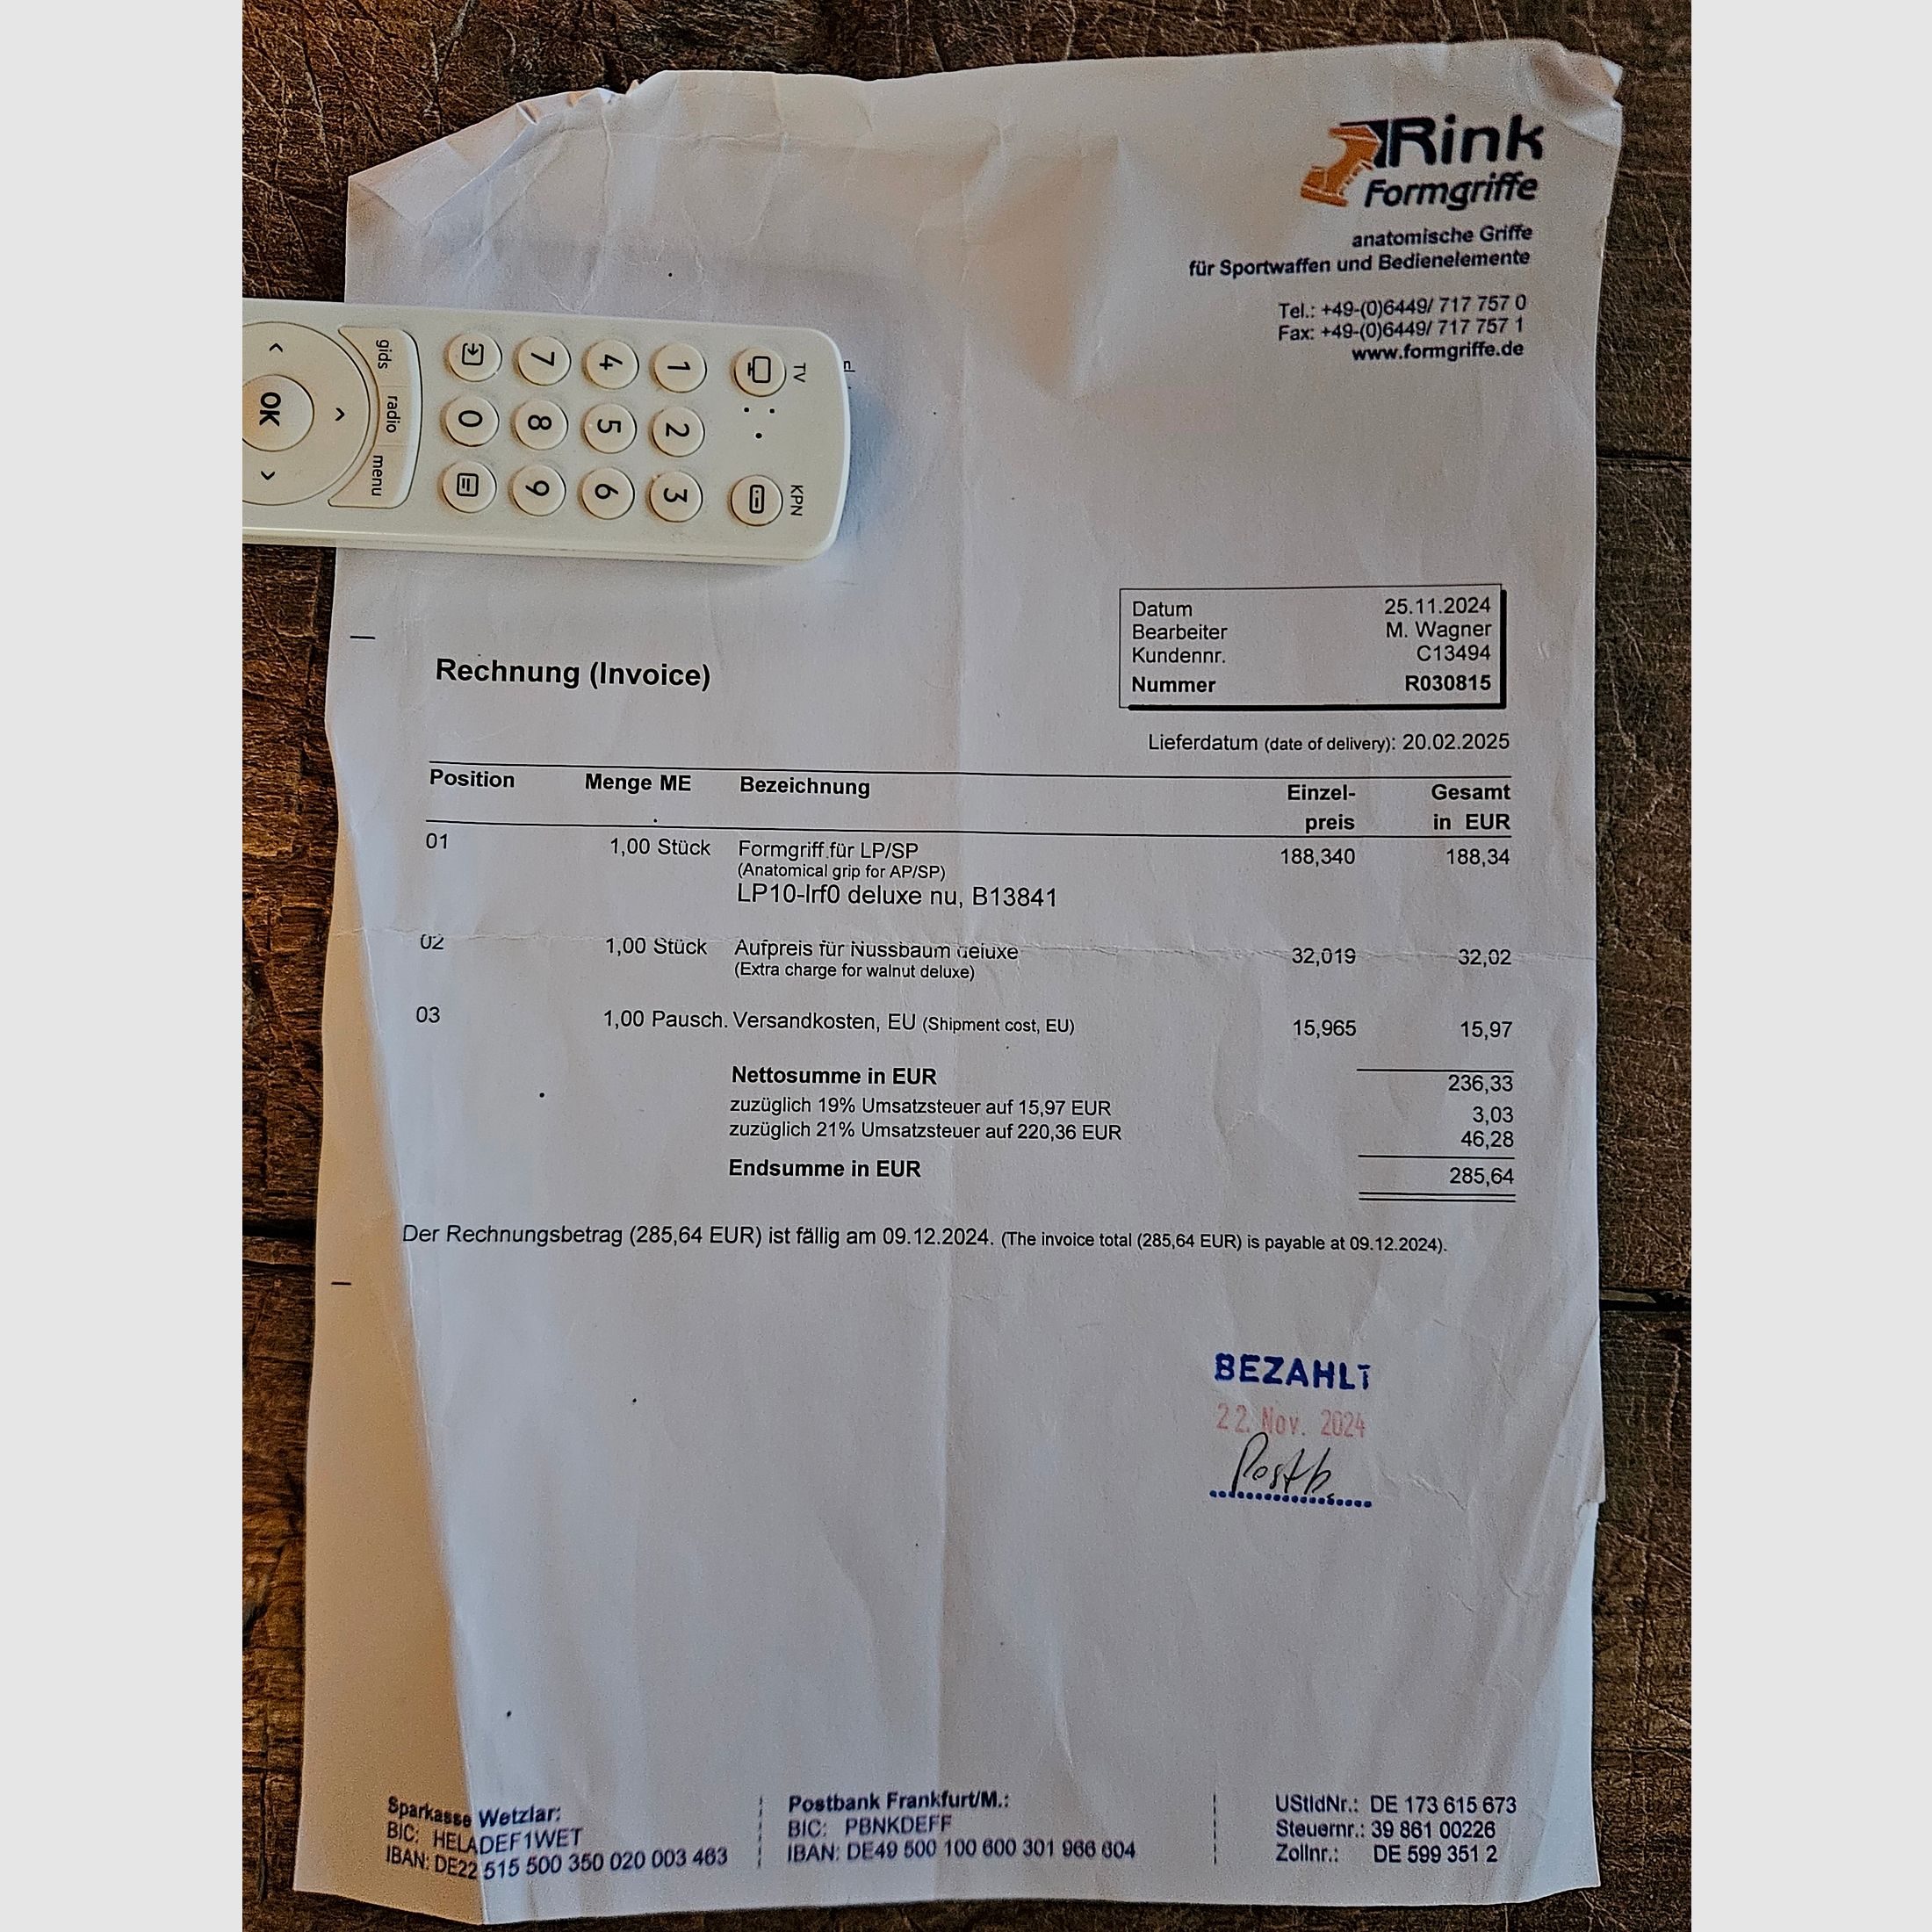 Rink
Formgriffe
anatomische Griffe
für Sportwaffen und Bedienelemente
Tel.: +49-(0)6449/ 717 757 0
Fax: +49-(0)6449/ 717 757 1
www.formgriffe.de
TV
KPN
1 2 3
4 5 6
7 8 9
0
gids radio menu
OK
Datum 25.11.2024
Bearbeiter M. Wagner
Kundennr. C13494
Nummer R030815
Rechnung (Invoice)
Lieferdatum (date of delivery): 20.02.2025
Position Menge ME Bezeichnung Einzel- Gesamt
preis in EUR
01 1,00 Stück Formgriff für LP/SP 188,340 188,34
(Anatomical grip for AP/SP)
LP10-lrf0 deluxe nu, B13841
02 1,00 Stück Aufpreis für Nussbaum deluxe 32,019 32,02
(Extra charge for walnut deluxe)
03 1,00 Pausch. Versandkosten, EU (Shipment cost, EU) 15,965 15,97
Nettosumme in EUR 236,33
zuzüglich 19% Umsatzsteuer auf 15,97 EUR 3,03
zuzüglich 21% Umsatzsteuer auf 220,36 EUR 46,28
Endsumme in EUR 285,64
Der Rechnungsbetrag (285,64 EUR) ist fällig am 09.12.2024. (The invoice total (285,64 EUR) is payable at 09.12.2024).
BEZAHLT
22. Nov. 2024
Postb.
Sparkasse Wetzlar:
BIC: HELADEF1WET
IBAN: DE22 515 500 350 020 003 463
Postbank Frankfurt/M.:
BIC: PBNKDEFF
IBAN: DE49 500 100 600 301 966 604
UStIdNr.: DE 173 615 673
Steuernr.: 39 861 00226
Zollnr.: DE 599 351 2